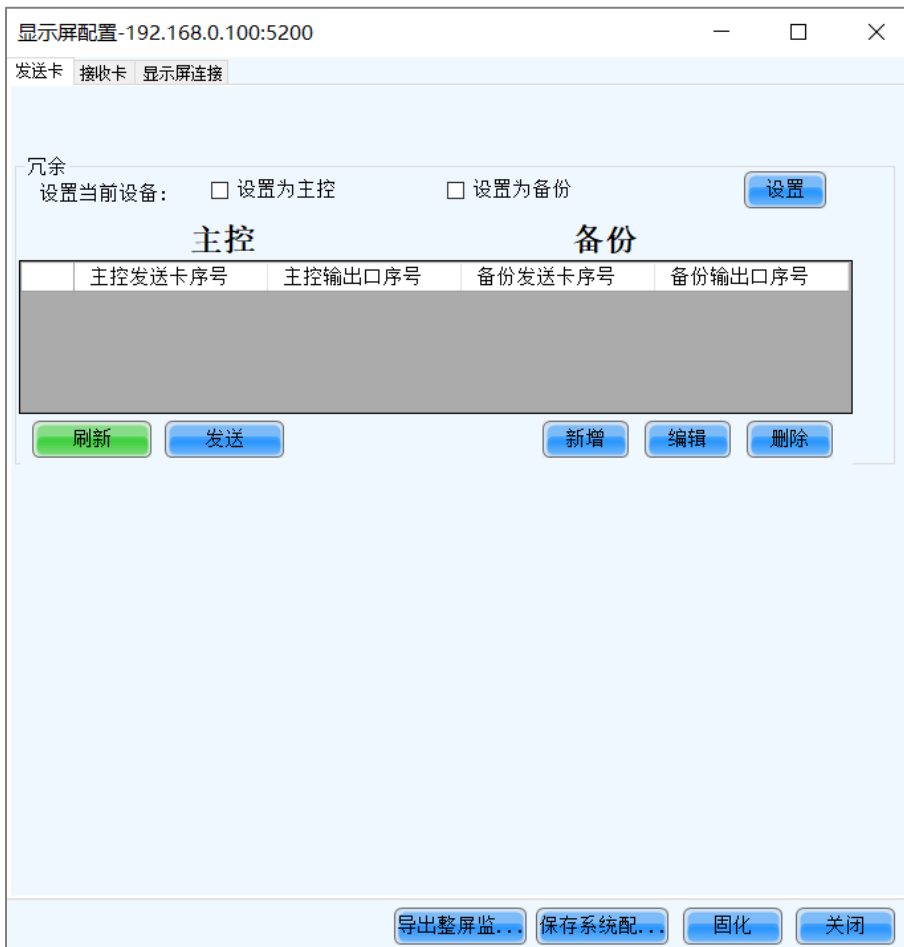 显示屏配置-192.168.0.100:5200
发送卡 接收卡 显示屏连接
冗余
设置当前设备: 设置为主控 设置为备份 设置
主控 备份
主控发送卡序号 主控输出口序号 备份发送卡序号 备份输出口序号
刷新 发送 新增 编辑 删除
导出整屏监... 保存系统配... 固化 关闭